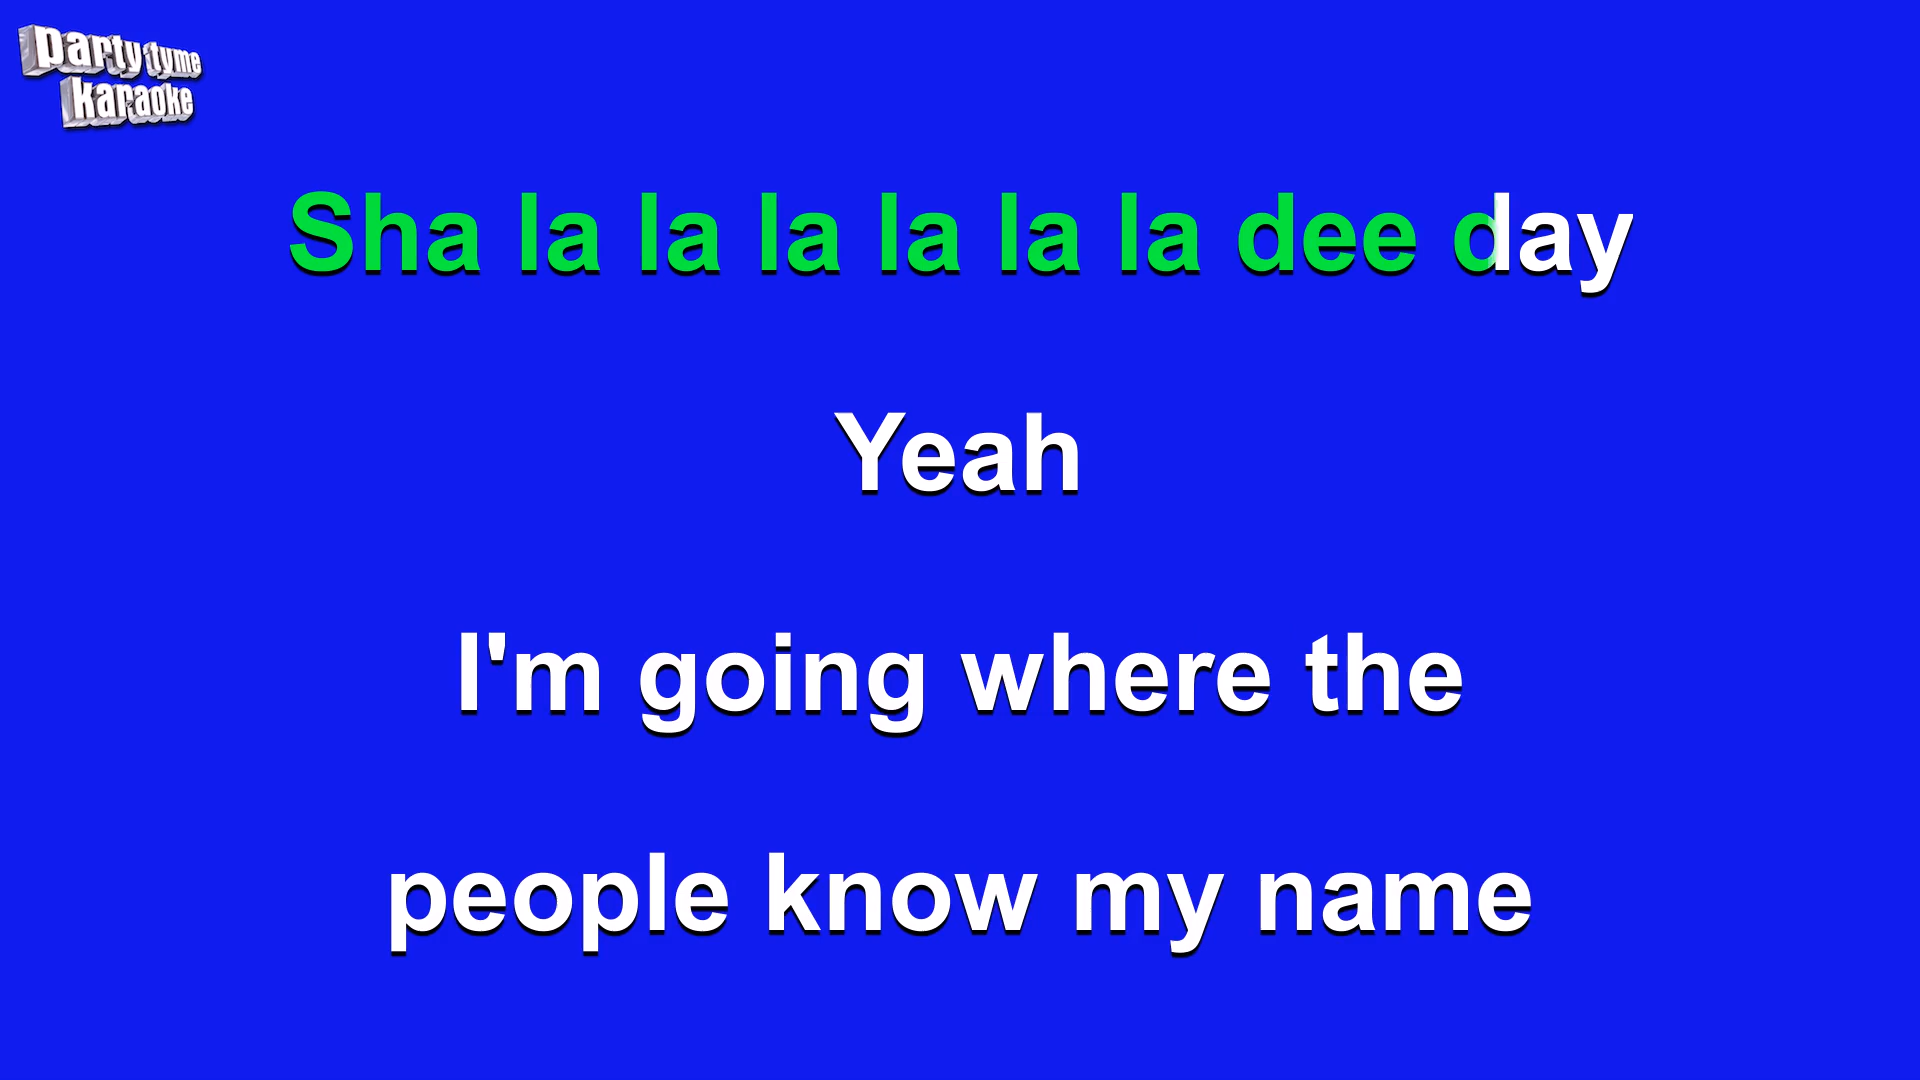 party tyme
karaoke
Sha la la la la la la dee day
Yeah
I'm going where the
people know my name